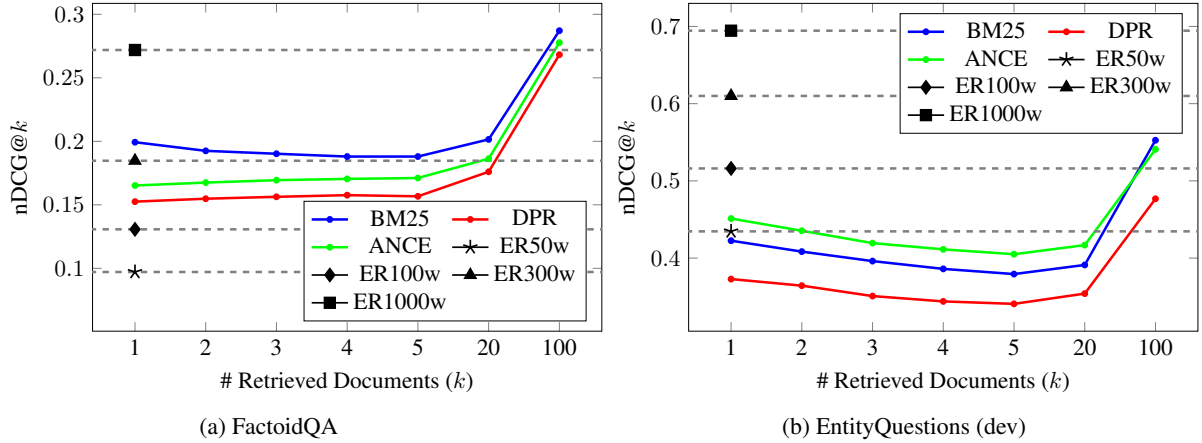 0.3
0.25
0.2
0.15
0.1
nDCG@k
BM25 DPR
ANCE ER50w
ER100w ER300w
ER1000w
1 2 3 4 5 20 100
# Retrieved Documents (k)
(a) FactoidQA
0.7
0.6
0.5
0.4
nDCG@k
BM25 DPR
ANCE ER50w
ER100w ER300w
ER1000w
1 2 3 4 5 20 100
# Retrieved Documents (k)
(b) EntityQuestions (dev)